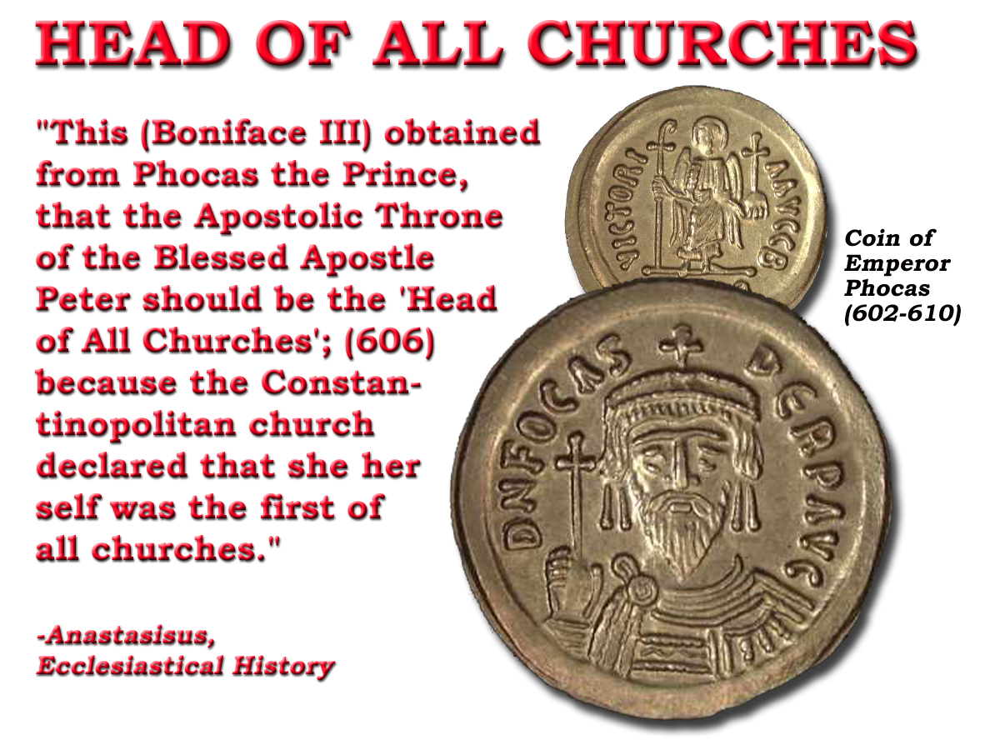 HEAD OF ALL CHURCHES
"This (Boniface III) obtained
from Phocas the Prince,
that the Apostolic Throne
of the Blessed Apostle
Peter should be the 'Head
of All Churches'; (606)
because the Constan-
tinopolitan church
declared that she her
self was the first of
all churches."
-Anastasisus,
Ecclesiastical History
VICTORI
AVVCCB
Coin of
Emperor
Phocas
(602-610)
DNFOCAS
PERPAVC